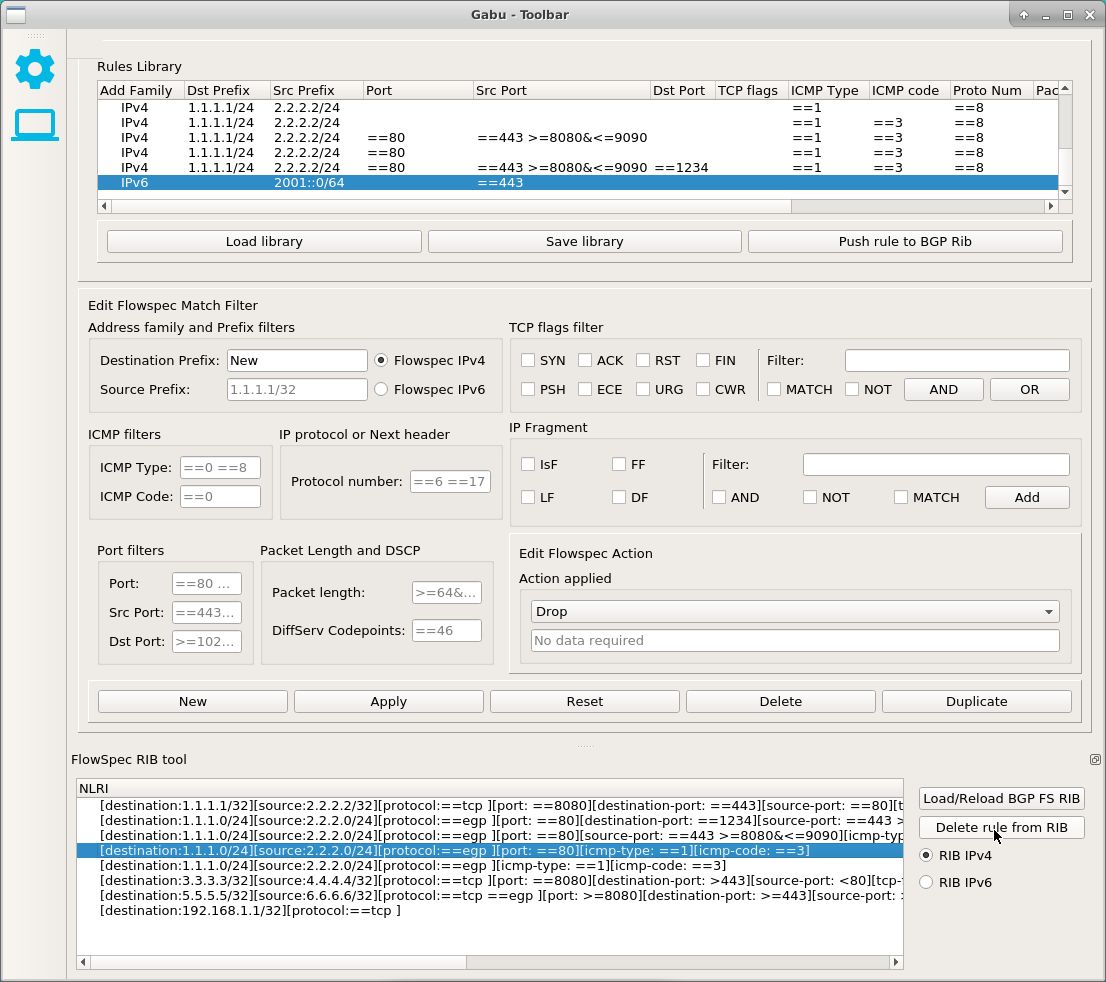 Gabu - Toolbar
Rules Library
Add Family Dst Prefix Src Prefix Port Src Port Dst Port TCP flags ICMP Type ICMP code Proto Num Pac
IPv4 1.1.1.1/24 2.2.2.2/24 ==1 ==8
IPv4 1.1.1.1/24 2.2.2.2/24 ==1 ==3 ==8
IPv4 1.1.1.1/24 2.2.2.2/24 ==80 ==443 >=8080&<=9090 ==1 ==3 ==8
IPv4 1.1.1.1/24 2.2.2.2/24 ==80 ==1 ==3 ==8
IPv4 1.1.1.1/24 2.2.2.2/24 ==80 ==443 >=8080&<=9090 ==1234 ==1 ==3 ==8
IPv6 2001::0/64 ==443
Load library Save library Push rule to BGP Rib
Edit Flowspec Match Filter
Address family and Prefix filters
Destination Prefix: New Flowspec IPv4
Source Prefix: 1.1.1.1/32 Flowspec IPv6
TCP flags filter
SYN ACK RST FIN Filter:
PSH ECE URG CWR MATCH NOT AND OR
ICMP filters
ICMP Type: ==0 ==8
ICMP Code: ==0
IP protocol or Next header
Protocol number: ==6 ==17
IP Fragment
IsF FF Filter:
LF DF AND NOT MATCH Add
Port filters
Port: ==80 ...
Src Port: ==443...
Dst Port: >=102...
Packet Length and DSCP
Packet length: >=64&...
DiffServ Codepoints: ==46
Edit Flowspec Action
Action applied
Drop
No data required
New Apply Reset Delete Duplicate
FlowSpec RIB tool
NLRI
[destination:1.1.1.1/32][source:2.2.2.2/32][protocol:==tcp ][port: ==8080][destination-port: ==443][source-port: ==80][t
[destination:1.1.1.0/24][source:2.2.2.0/24][protocol:==egp ][port: ==80][destination-port: ==1234][source-port: ==443 >
[destination:1.1.1.0/24][source:2.2.2.0/24][protocol:==egp ][port: ==80][source-port: ==443 >=8080&<=9090][icmp-typ
[destination:1.1.1.0/24][source:2.2.2.0/24][protocol:==egp ][port: ==80][icmp-type: ==1][icmp-code: ==3]
[destination:1.1.1.0/24][source:2.2.2.0/24][protocol:==egp ][icmp-type: ==1][icmp-code: ==3]
[destination:3.3.3.3/32][source:4.4.4.4/32][protocol:==tcp ][port: ==8080][destination-port: >443][source-port: <80][tcp-
[destination:5.5.5.5/32][source:6.6.6.6/32][protocol:==tcp ==egp ][port: >=8080][destination-port: >=443][source-port: >
[destination:192.168.1.1/32][protocol:==tcp ]
Load/Reload BGP FS RIB
Delete rule from RIB
RIB IPv4
RIB IPv6